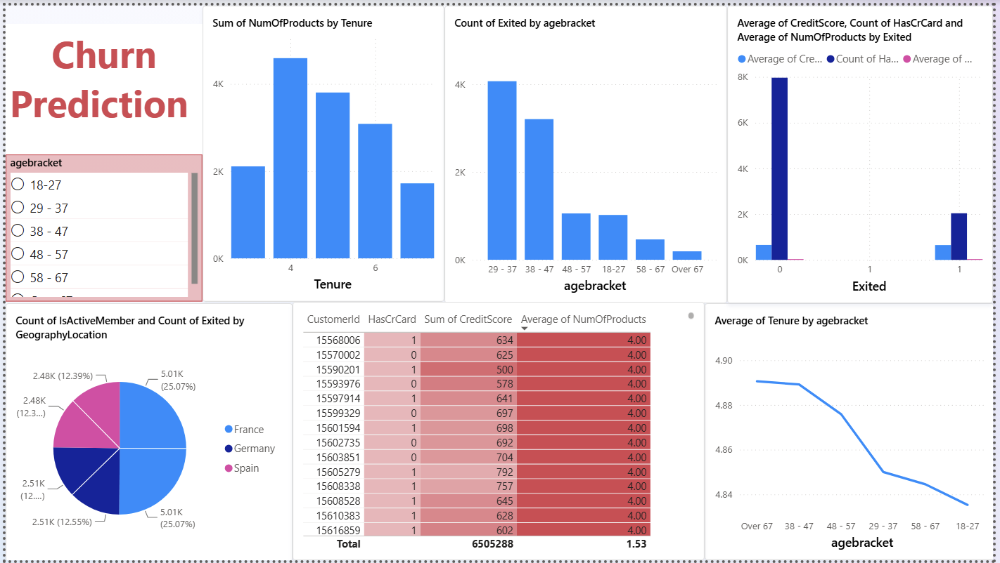 Churn
Prediction
agebracket
18-27
29 - 37
38 - 47
48 - 57
58 - 67
Sum of NumOfProducts by Tenure
4K
2K
0K
4
6
Tenure
Count of Exited by agebracket
4K
2K
0K
29 - 37
38 - 47
48 - 57
18-27
58 - 67
Over 67
agebracket
Average of CreditScore, Count of HasCrCard and
Average of NumOfProducts by Exited
Average of Cre...
Count of Ha...
Average of ...
8K
6K
4K
2K
0K
0
1
1
Exited
Count of IsActiveMember and Count of Exited by
GeographyLocation
2.48K (12.39%)
5.01K
(25.07%)
2.48K
(12.3...)
2.51K
(12....)
2.51K (12.55%)
5.01K
(25.07%)
France
Germany
Spain
CustomerId HasCrCard Sum of CreditScore Average of NumOfProducts
15568006 1 634 4.00
15570002 0 625 4.00
15590201 1 500 4.00
15593976 0 578 4.00
15597914 1 641 4.00
15599329 0 697 4.00
15601594 1 698 4.00
15602735 0 692 4.00
15603851 0 704 4.00
15605279 1 792 4.00
15608338 1 757 4.00
15608528 1 645 4.00
15610383 1 628 4.00
15616859 1 602 4.00
Total 6505288 1.53
Average of Tenure by agebracket
4.90
4.88
4.86
4.84
Over 67
38 - 47
48 - 57
29 - 37
58 - 67
18-27
agebracket